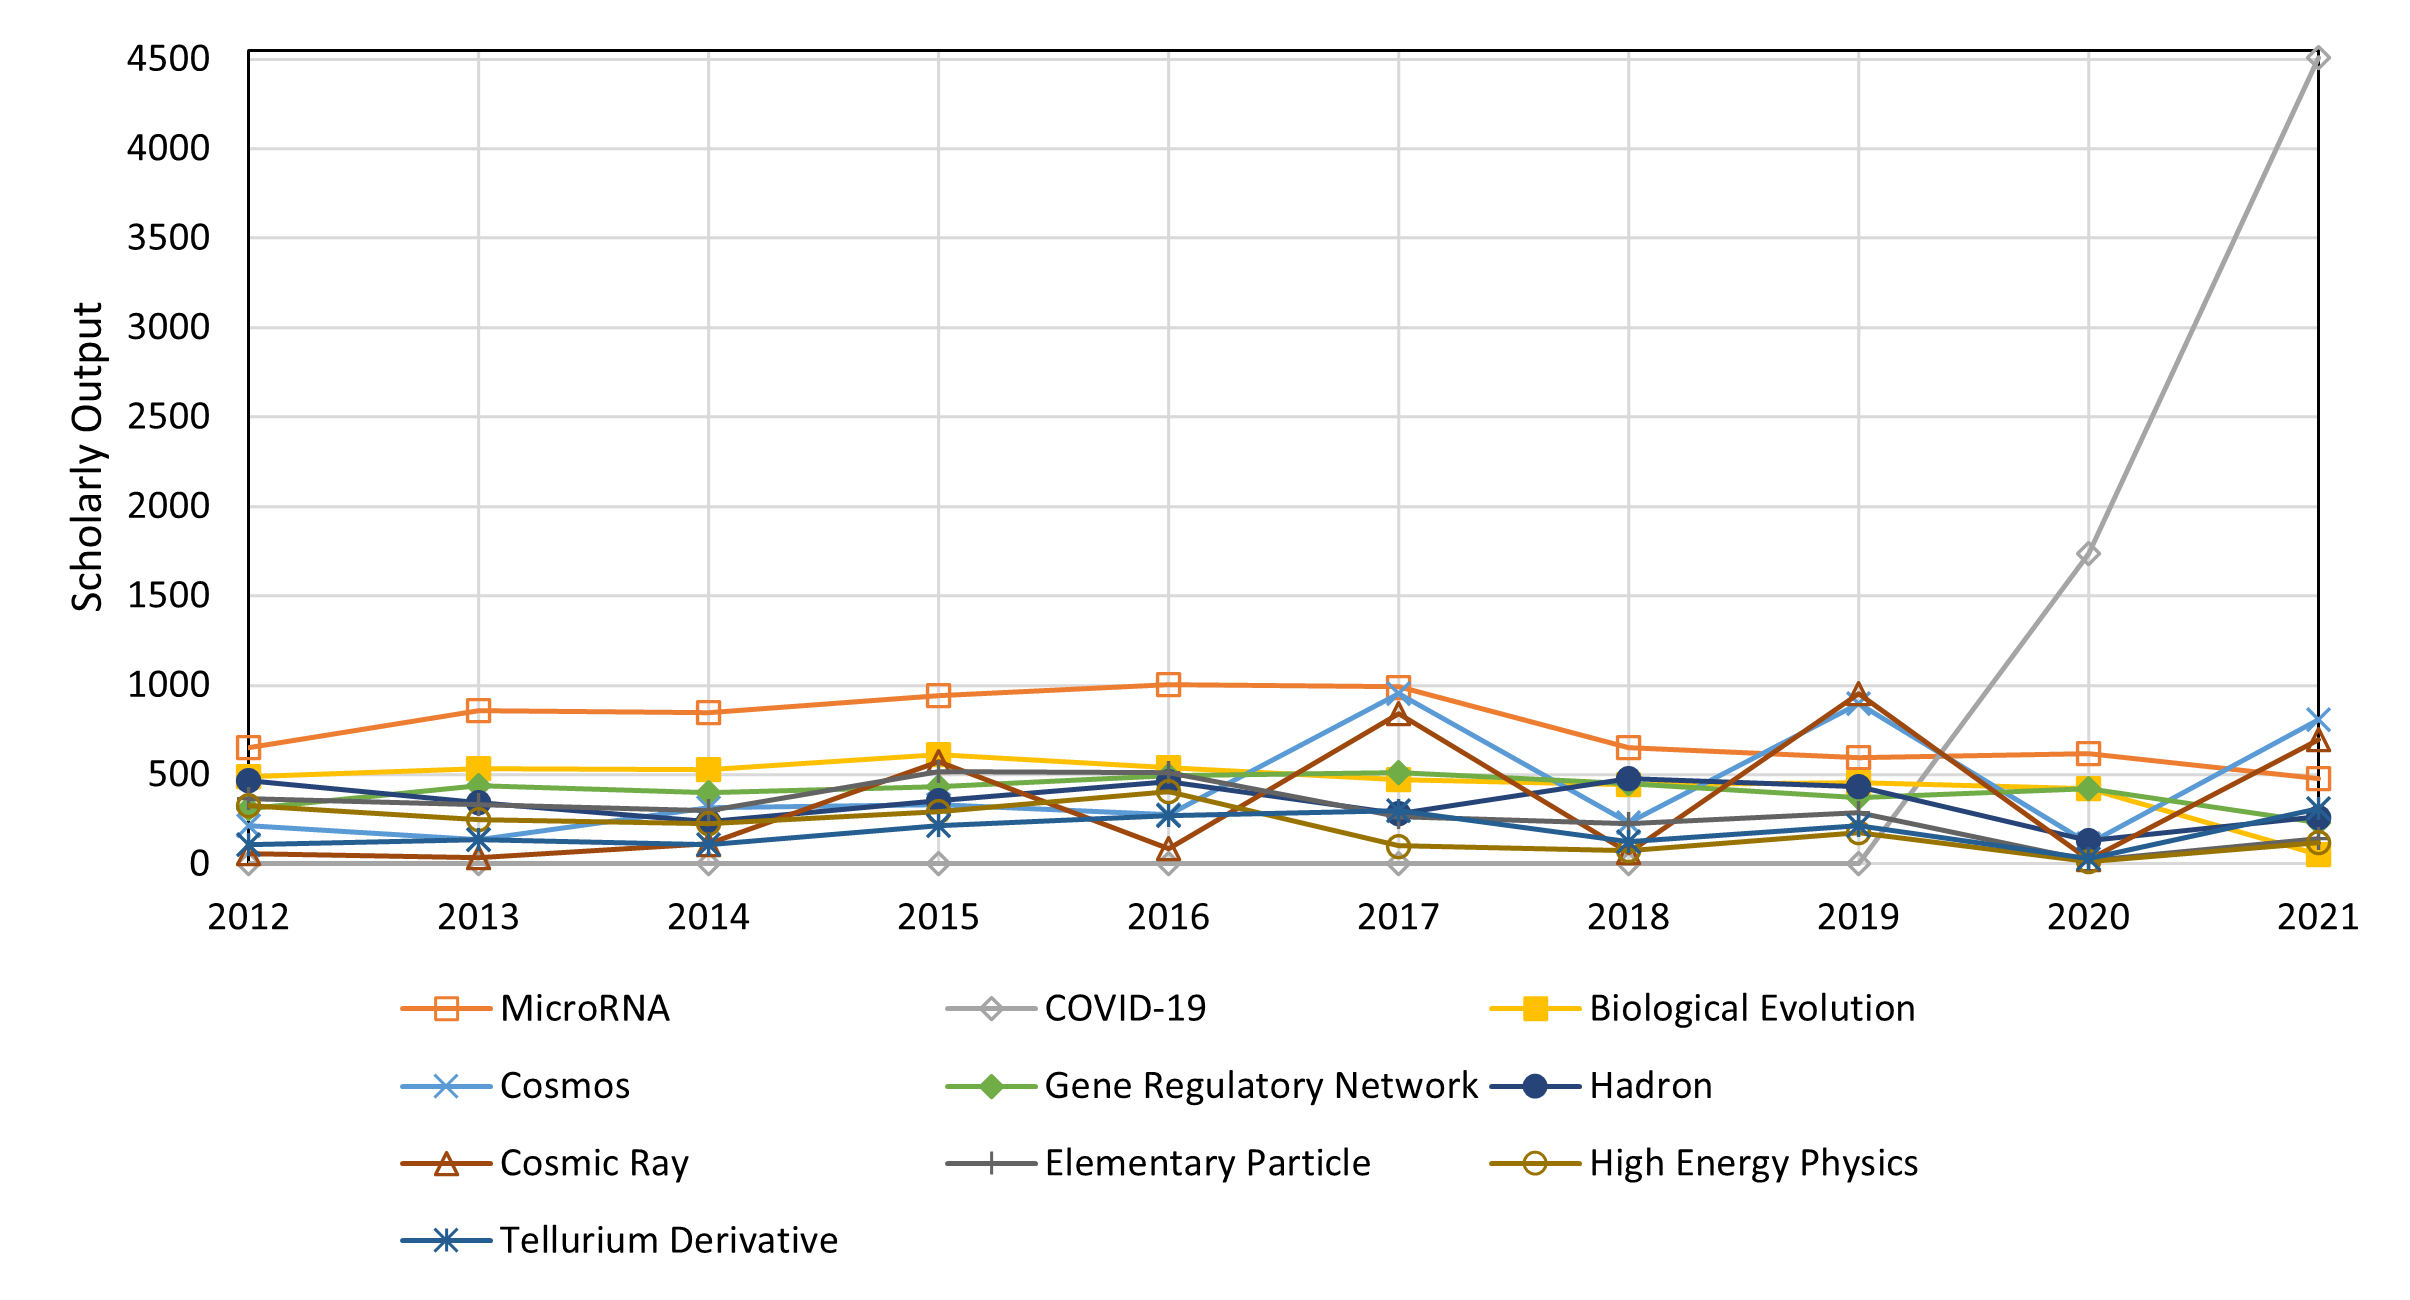 4500
4000
3500
3000
2500
2000
1500
1000
500
0
Scholarly Output
2012 2013 2014 2015 2016 2017 2018 2019 2020 2021
MicroRNA COVID-19 Biological Evolution
Cosmos Gene Regulatory Network Hadron
Cosmic Ray Elementary Particle High Energy Physics
Tellurium Derivative